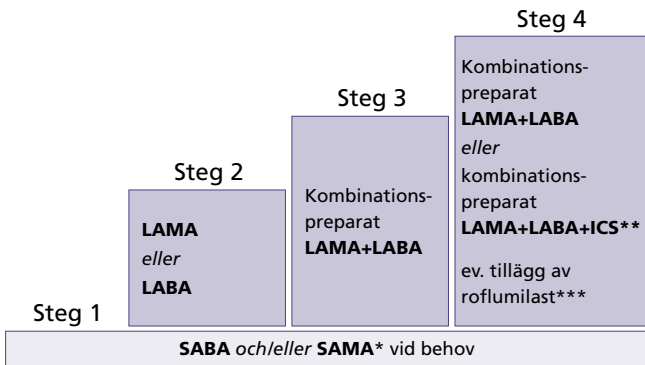 Steg 1
SABA och/eller SAMA* vid behov
Steg 2
LAMA
eller
LABA
Steg 3
Kombinations-
preparat
LAMA+LABA
Steg 4
Kombinations-
preparat
LAMA+LABA
eller
kombinations-
preparat
LAMA+LABA+ICS**
ev. tillägg av
roflumilast***